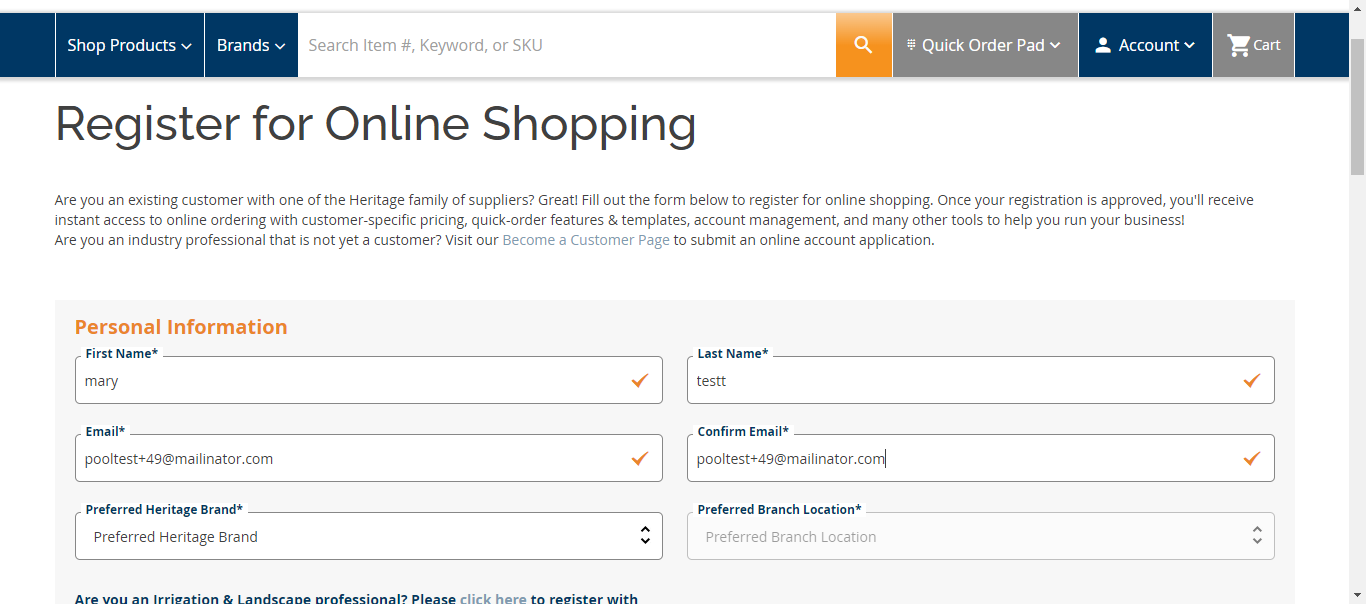 Shop Products
Brands
Search Item #, Keyword, or SKU
Quick Order Pad
Account
Cart
Register for Online Shopping
Are you an existing customer with one of the Heritage family of suppliers? Great! Fill out the form below to register for online shopping. Once your registration is approved, you'll receive
instant access to online ordering with customer-specific pricing, quick-order features & templates, account management, and many other tools to help you run your business!
Are you an industry professional that is not yet a customer? Visit our Become a Customer Page to submit an online account application.
Personal Information
First Name*
mary
Last Name*
testt
Email*
pooltest+49@mailinator.com
Confirm Email*
pooltest+49@mailinator.com
Preferred Heritage Brand*
Preferred Heritage Brand
Preferred Branch Location*
Preferred Branch Location
Are you an Irrigation & Landscape professional? Please click here to register with